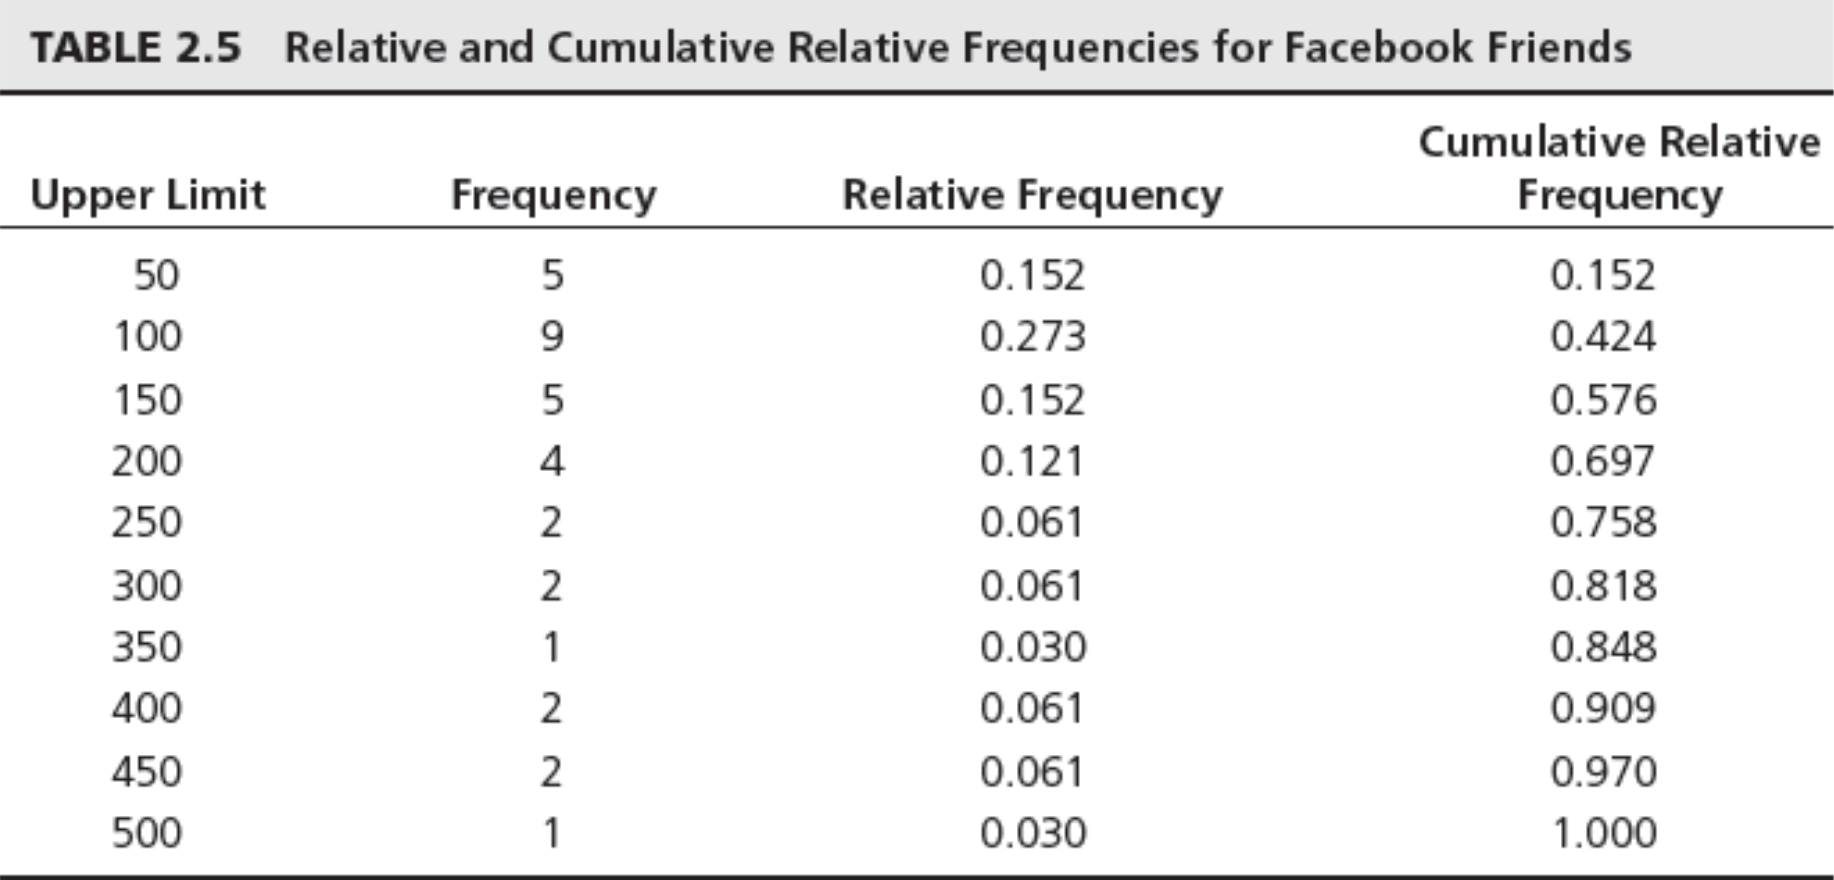 TABLE 2.5 Relative and Cumulative Relative Frequencies for Facebook Friends
Cumulative Relative
Upper Limit Frequency Relative Frequency Frequency
50 5 0.152 0.152
100 9 0.273 0.424
150 5 0.152 0.576
200 4 0.121 0.697
250 2 0.061 0.758
300 2 0.061 0.818
350 1 0.030 0.848
400 2 0.061 0.909
450 2 0.061 0.970
500 1 0.030 1.000